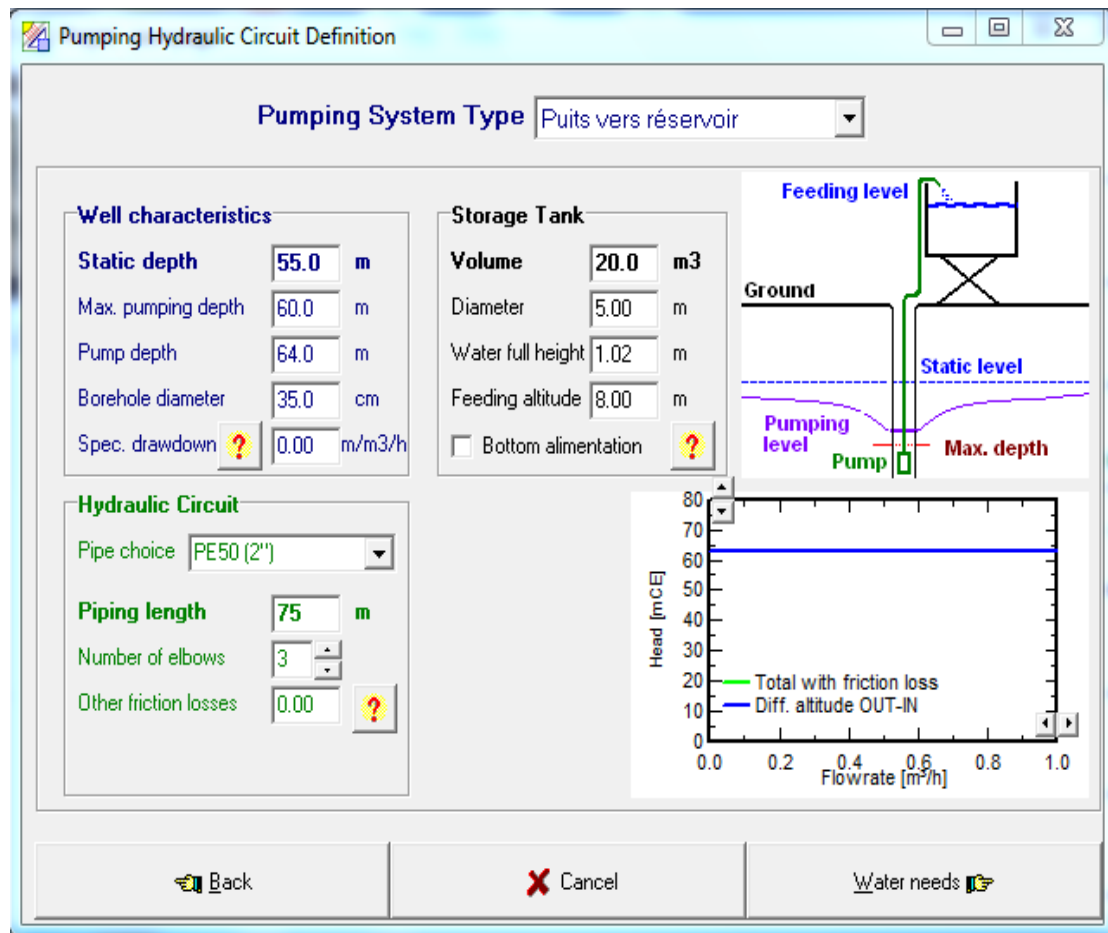 Pumping Hydraulic Circuit Definition
Pumping System Type Puits vers réservoir
Well characteristics
Static depth 55.0 m
Max. pumping depth 60.0 m
Pump depth 64.0 m
Borehole diameter 35.0 cm
Spec. drawdown ? 0.00 m/m3/h
Storage Tank
Volume 20.0 m3
Diameter 5.00 m
Water full height 1.02 m
Feeding altitude 8.00 m
Bottom alimentation ?
Feeding level
Ground
Static level
Pumping
level
Max. depth
Pump
Hydraulic Circuit
Pipe choice PE50 (2")
Piping length 75 m
Number of elbows 3
Other friction losses 0.00 ?
Head [mCE]
80
70
60
50
40
30
20
10
0
Total with friction loss
Diff. altitude OUT-IN
0.0 0.2 0.4 0.6 0.8 1.0
Flowrate [m³/h]
Back
Cancel
Water needs